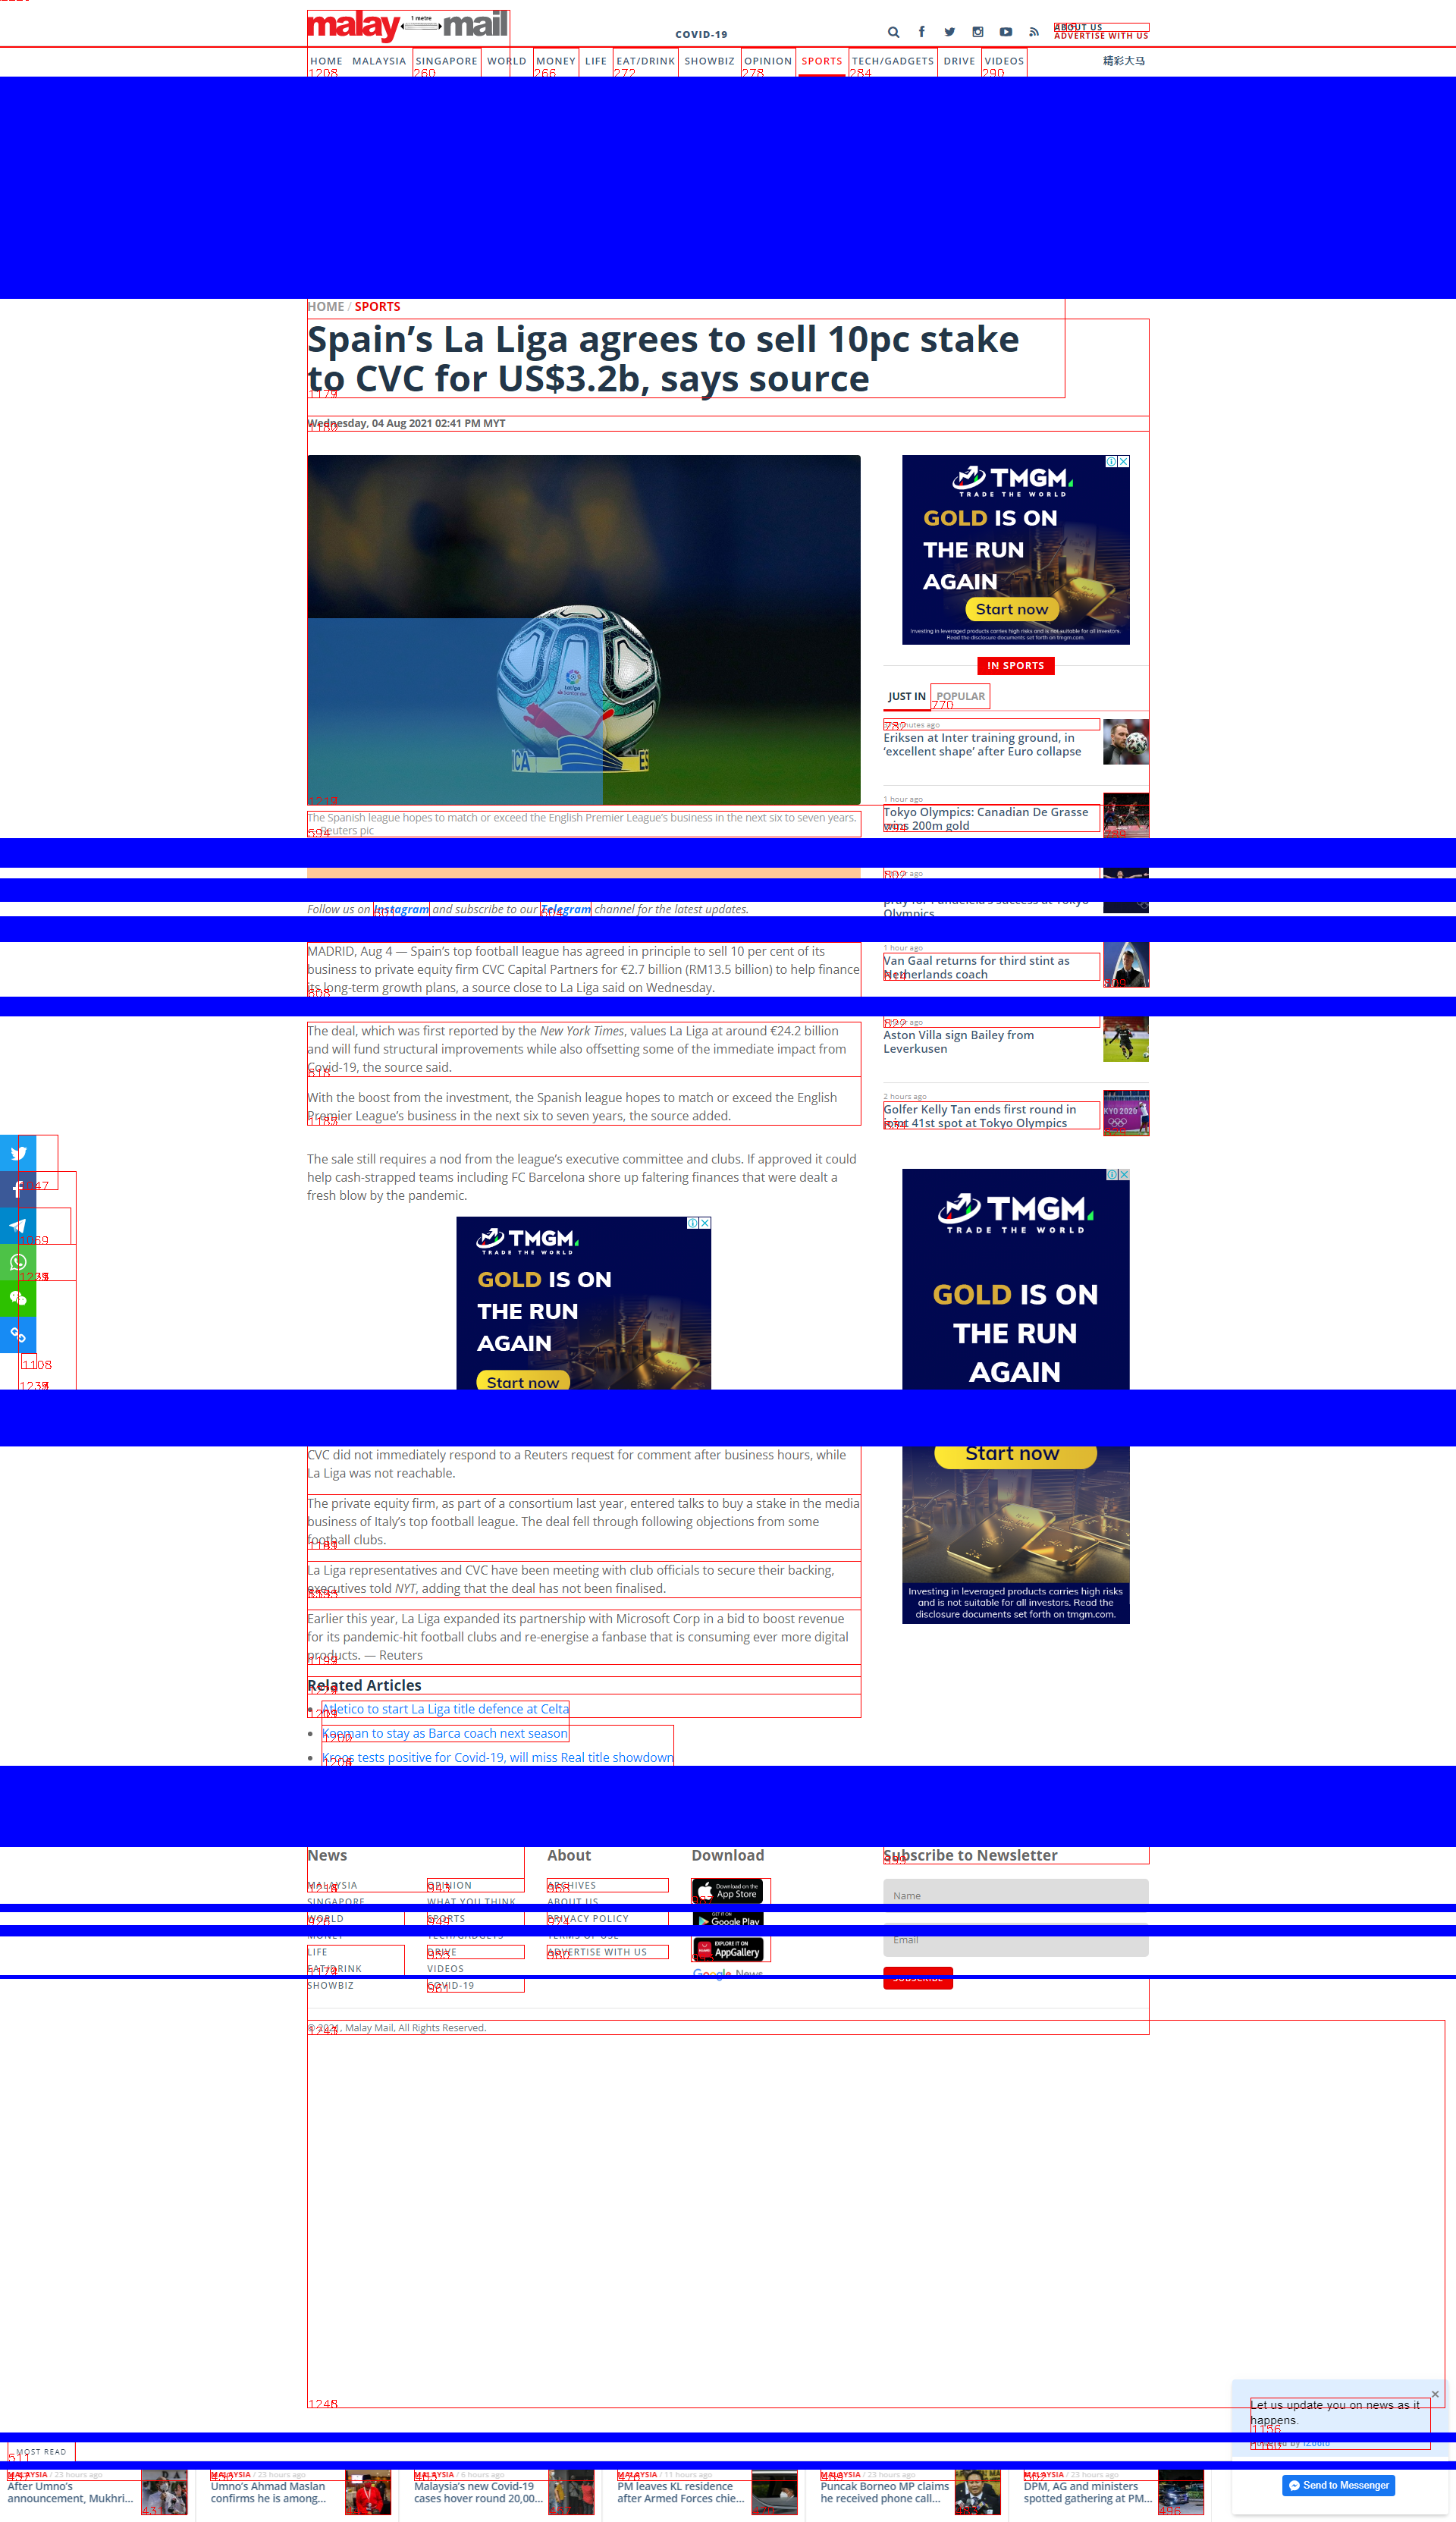 malay mail
1 metre
COVID-19
ABOUT US
ADVERTISE WITH US
HOME MALAYSIA SINGAPORE WORLD MONEY LIFE EAT/DRINK SHOWBIZ OPINION SPORTS TECH/GADGETS DRIVE VIDEOS 精彩大马
HOME / SPORTS
Spain's La Liga agrees to sell 10pc stake
to CVC for US$3.2b, says source
Wednesday, 04 Aug 2021 02:41 PM MYT
The Spanish league hopes to match or exceed the English Premier League's business in the next six to seven years.
Reuters pic
Follow us on Instagram and subscribe to our Telegram channel for the latest updates.
MADRID, Aug 4 — Spain's top football league has agreed in principle to sell 10 per cent of its
business to private equity firm CVC Capital Partners for €2.7 billion (RM13.5 billion) to help finance
its long-term growth plans, a source close to La Liga said on Wednesday.
The deal, which was first reported by the New York Times, values La Liga at around €24.2 billion
and will fund structural improvements while also offsetting some of the immediate impact from
Covid-19, the source said.
With the boost from the investment, the Spanish league hopes to match or exceed the English
Premier League's business in the next six to seven years, the source added.
The sale still requires a nod from the league's executive committee and clubs. If approved it could
help cash-strapped teams including FC Barcelona shore up faltering finances that were dealt a
fresh blow by the pandemic.
TMGM
TRADE THE WORLD
GOLD IS ON
THE RUN
AGAIN
Start now
CVC did not immediately respond to a Reuters request for comment after business hours, while
La Liga was not reachable.
The private equity firm, as part of a consortium last year, entered talks to buy a stake in the media
business of Italy's top football league. The deal fell through following objections from some
football clubs.
La Liga representatives and CVC have been meeting with club officials to secure their backing,
executives told NYT, adding that the deal has not been finalised.
Earlier this year, La Liga expanded its partnership with Microsoft Corp in a bid to boost revenue
for its pandemic-hit football clubs and re-energise a fanbase that is consuming ever more digital
products. — Reuters
Related Articles
Atletico to start La Liga title defence at Celta
Koeman to stay as Barca coach next season
Kroos tests positive for Covid-19, will miss Real title showdown
TMGM
TRADE THE WORLD
GOLD IS ON
THE RUN
AGAIN
Start now
Investing in leveraged products carries high risks and is not suitable for all investors.
Read the disclosure documents set forth on tmgm.com.
IN SPORTS
JUST IN POPULAR
Eriksen at Inter training ground, in
'excellent shape' after Euro collapse
1 hour ago
Tokyo Olympics: Canadian De Grasse
wins 200m gold
pray for Pandelela's success at Tokyo
Olympics
1 hour ago
Van Gaal returns for third stint as
Netherlands coach
Aston Villa sign Bailey from
Leverkusen
2 hours ago
Golfer Kelly Tan ends first round in
joint 41st spot at Tokyo Olympics
TMGM
TRADE THE WORLD
GOLD IS ON
THE RUN
AGAIN
Start now
Investing in leveraged products carries high risks
and is not suitable for all investors. Read the
disclosure documents set forth on tmgm.com.
News
MALAYSIA
SINGAPORE
WORLD
MONEY
LIFE
EAT/DRINK
SHOWBIZ
OPINION
WHAT YOU THINK
SPORTS
TECH/GADGETS
DRIVE
VIDEOS
COVID-19
About
ARCHIVES
ABOUT US
PRIVACY POLICY
TERMS OF USE
ADVERTISE WITH US
Download
Download on the
App Store
GET IT ON
Google Play
EXPLORE IT ON
AppGallery
Google News
Subscribe to Newsletter
Name
Email
SUBSCRIBE
© 2021, Malay Mail, All Rights Reserved.
Let us update you on news as it
happens.
Powered by iZooto
Send to Messenger
MOST READ
MALAYSIA / 23 hours ago
After Umno's
announcement, Mukhri...
MALAYSIA / 23 hours ago
Umno's Ahmad Maslan
confirms he is among...
MALAYSIA / 6 hours ago
Malaysia's new Covid-19
cases hover round 20,00...
MALAYSIA / 11 hours ago
PM leaves KL residence
after Armed Forces chie...
MALAYSIA / 23 hours ago
Puncak Borneo MP claims
he received phone call...
MALAYSIA / 23 hours ago
DPM, AG and ministers
spotted gathering at PM...